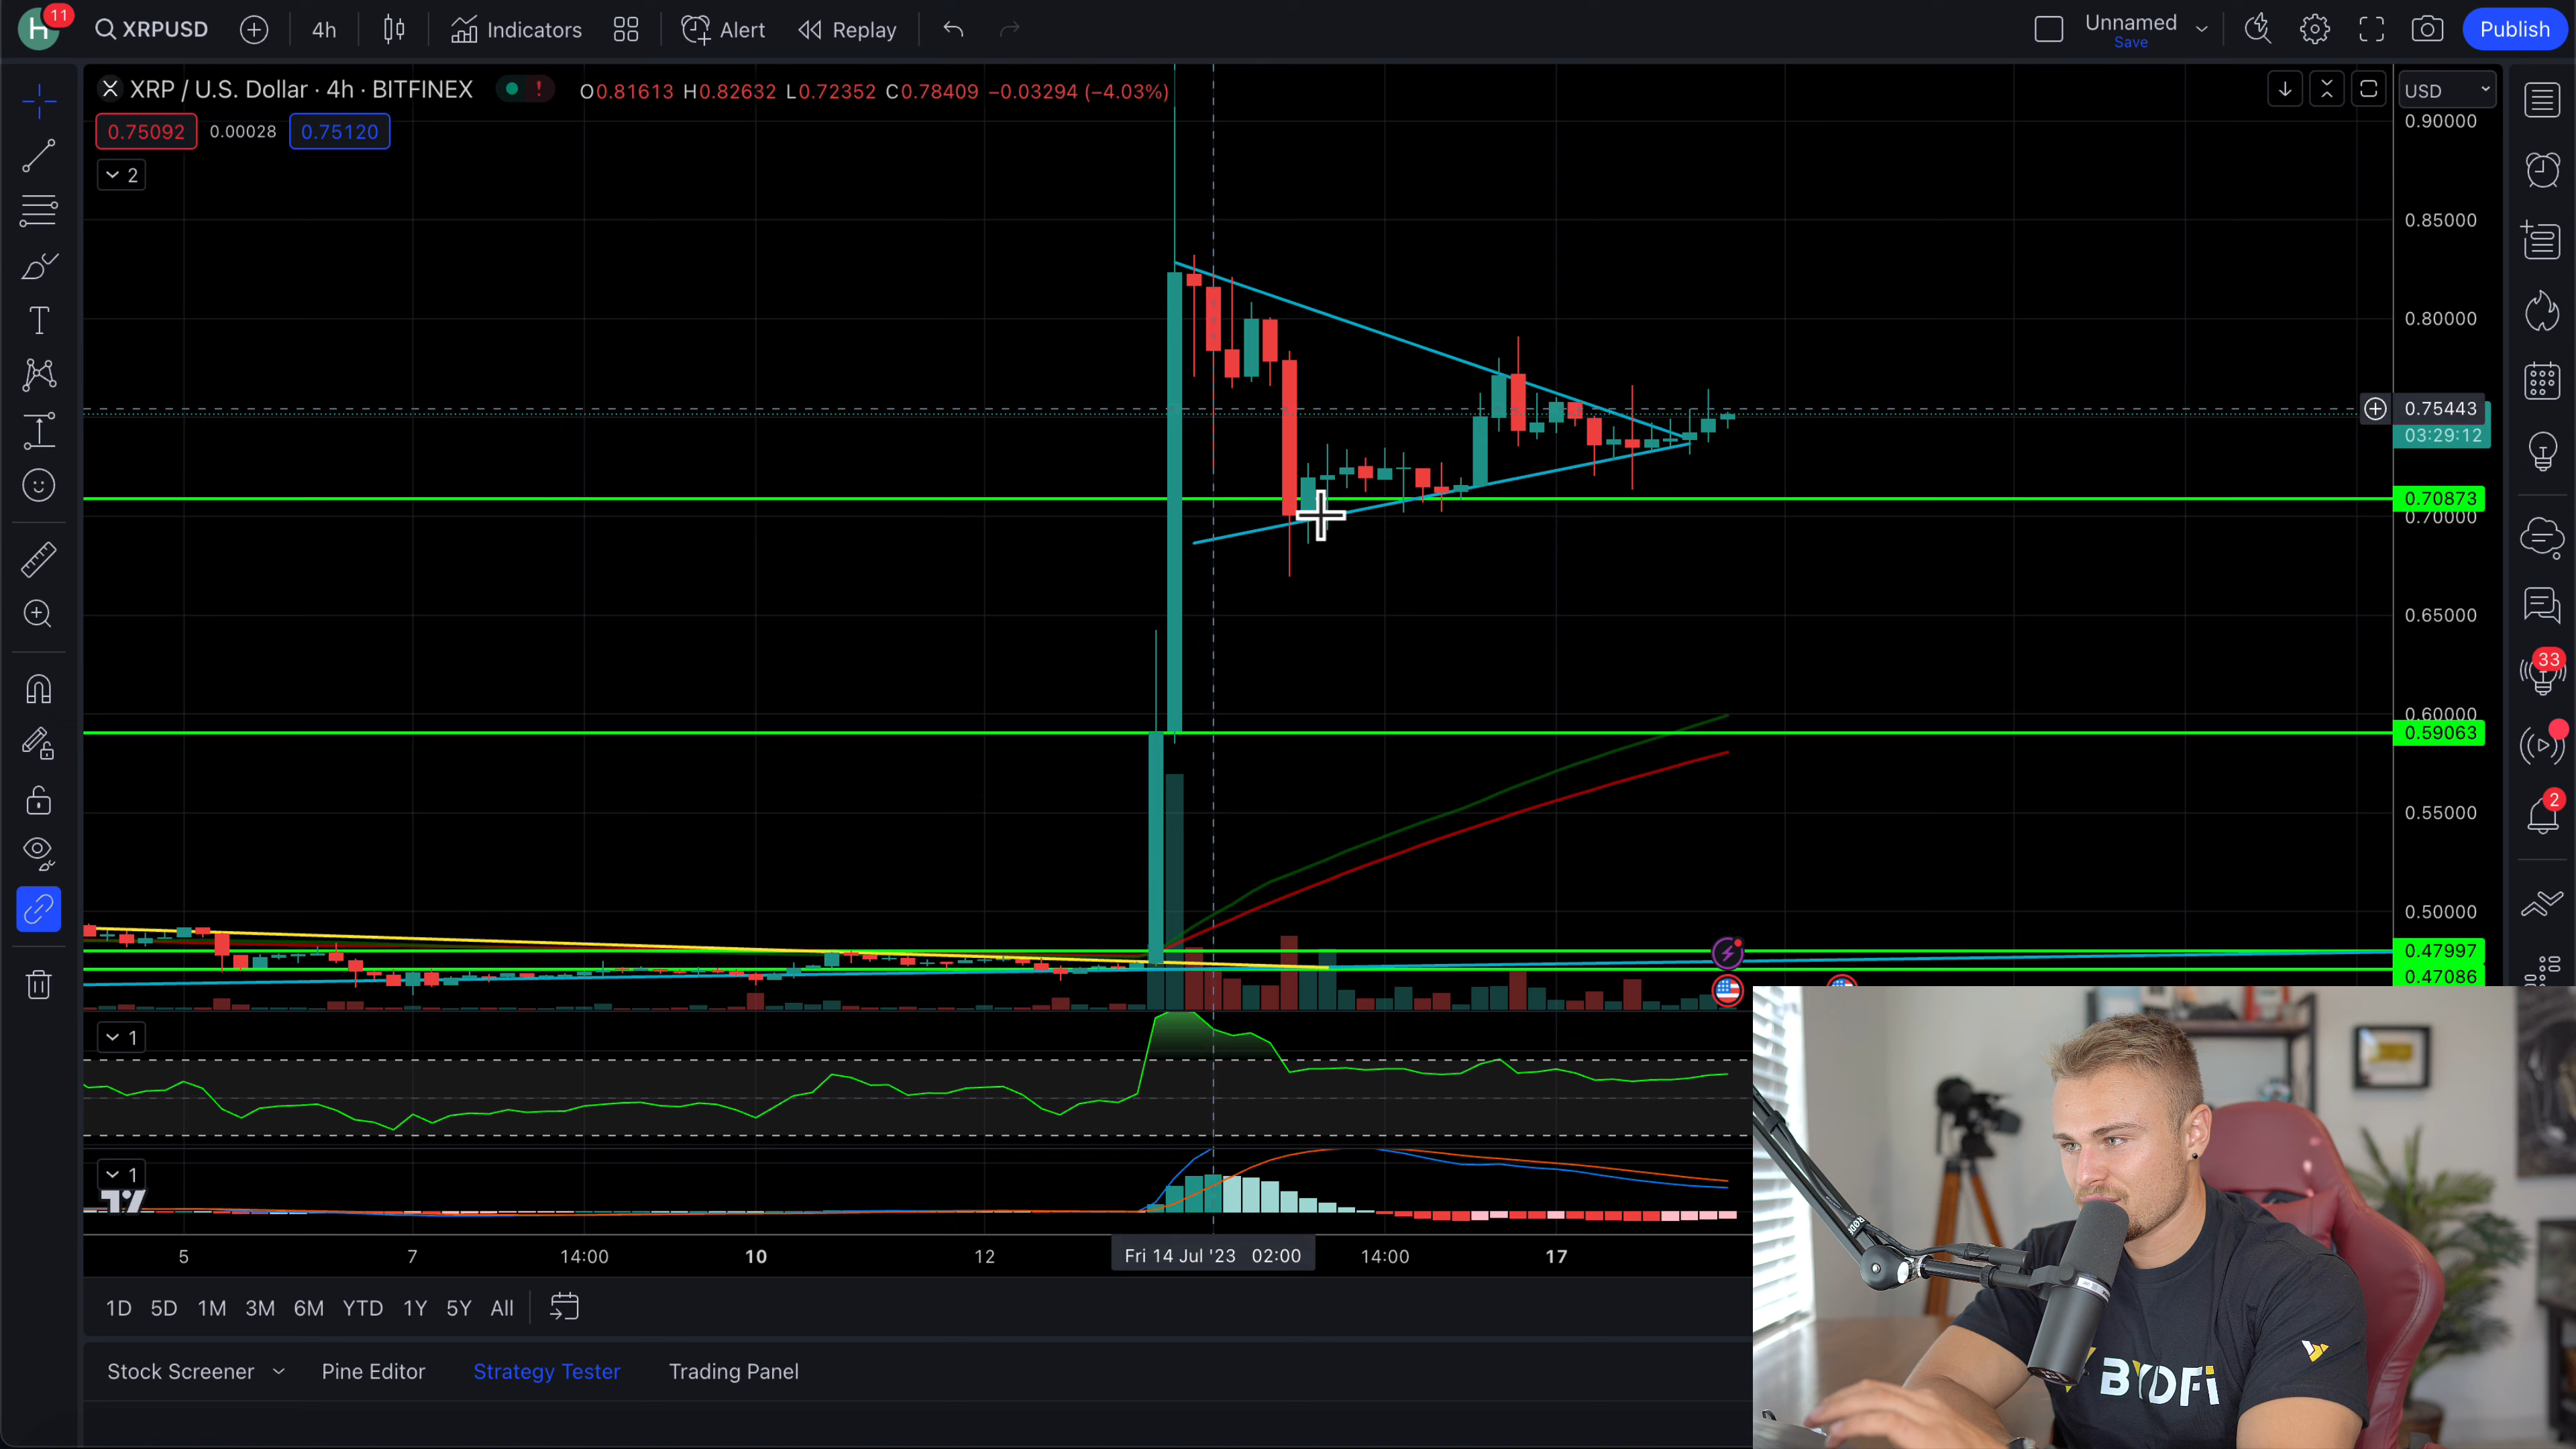 H 11 XRPUSD 4h Indicators Alert Replay Unnamed Save Publish
XRP / U.S. Dollar · 4h · BITFINEX ! O0.81613 H0.82632 L0.72352 C0.78409 −0.03294 (−4.03%) USD
0.75092 0.00028 0.75120
2
0.90000
0.85000
0.80000
0.75443
03:29:12
0.70873
0.70000
0.65000
0.60000
0.59063
0.55000
0.50000
0.47997
0.47086
33
2
T
1
1
5 7 14:00 10 12 Fri 14 Jul '23 02:00 14:00 17
1D 5D 1M 3M 6M YTD 1Y 5Y All
Stock Screener Pine Editor Strategy Tester Trading Panel
RØDE
BYDFi